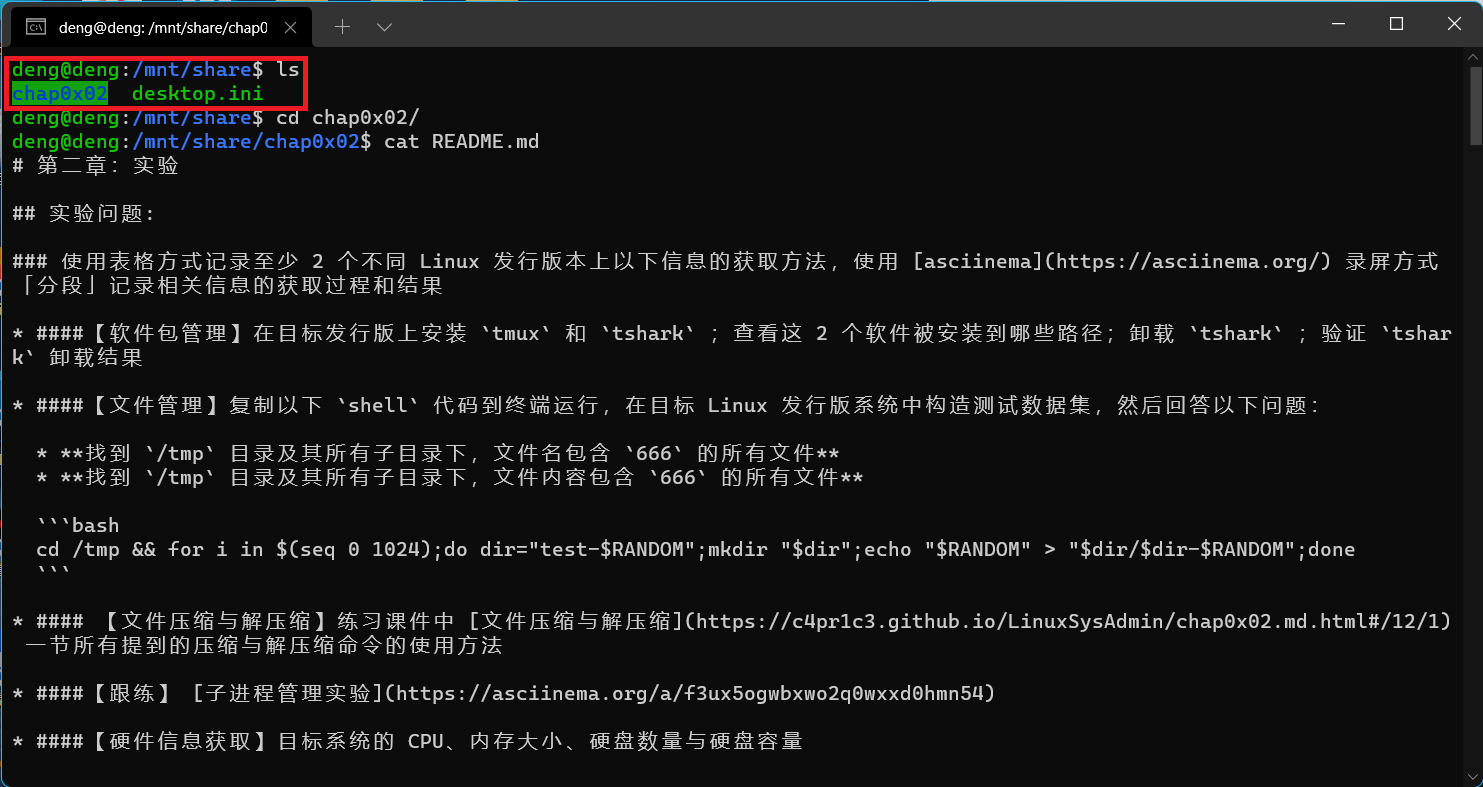 deng@deng: /mnt/share/chap0
deng@deng:/mnt/share$ ls
chap0x02  desktop.ini
deng@deng:/mnt/share$ cd chap0x02/
deng@deng:/mnt/share/chap0x02$ cat README.md
# 第二章：实验
## 实验问题：
### 使用表格方式记录至少 2 个不同 Linux 发行版本上以下信息的获取方法，使用 [asciinema](https://asciinema.org/) 录屏方式
「分段」记录相关信息的获取过程和结果
* ####【软件包管理】在目标发行版上安装 `tmux` 和 `tshark` ；查看这 2 个软件被安装到哪些路径；卸载 `tshark` ；验证 `tshar
k` 卸载结果
* ####【文件管理】复制以下 `shell` 代码到终端运行，在目标 Linux 发行版系统中构造测试数据集，然后回答以下问题：
* **找到 `/tmp` 目录及其所有子目录下，文件名包含 `666` 的所有文件**
* **找到 `/tmp` 目录及其所有子目录下，文件内容包含 `666` 的所有文件**
```bash
cd /tmp && for i in $(seq 0 1024);do dir="test-$RANDOM";mkdir "$dir";echo "$RANDOM" > "$dir/$dir-$RANDOM";done
```
* #### 【文件压缩与解压缩】练习课件中 [文件压缩与解压缩](https://c4pr1c3.github.io/LinuxSysAdmin/chap0x02.md.html#/12/1)
一节所有提到的压缩与解压缩命令的使用方法
* ####【跟练】 [子进程管理实验](https://asciinema.org/a/f3ux5ogwbxwo2q0wxxd0hmn54)
* ####【硬件信息获取】目标系统的 CPU、内存大小、硬盘数量与硬盘容量